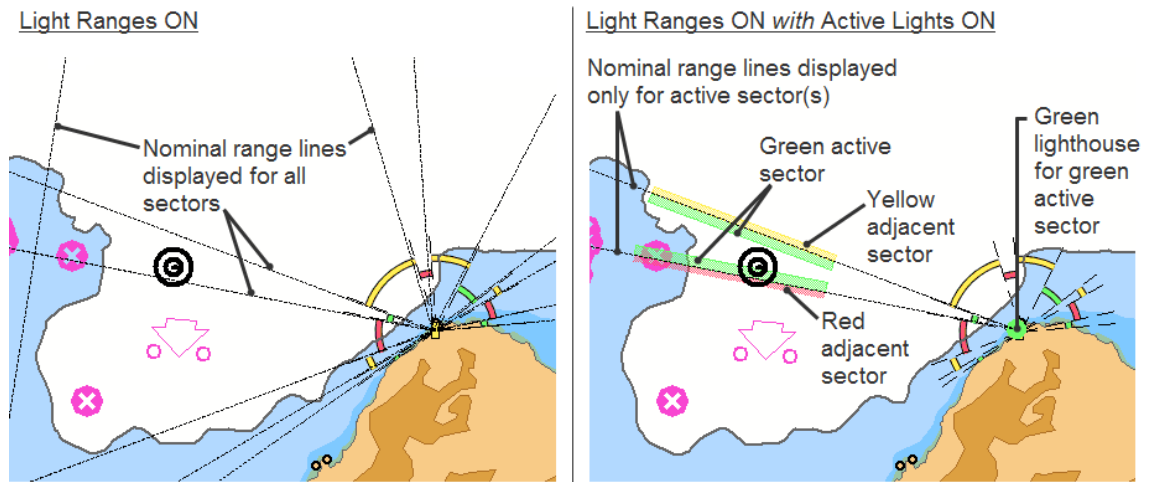 Light Ranges ON
Nominal range lines
displayed for all
sectors
Light Ranges ON with Active Lights ON
Nominal range lines displayed
only for active sector(s)
Green active
sector
Green
lighthouse
for green
active
sector
Yellow
adjacent
sector
Red
adjacent
sector